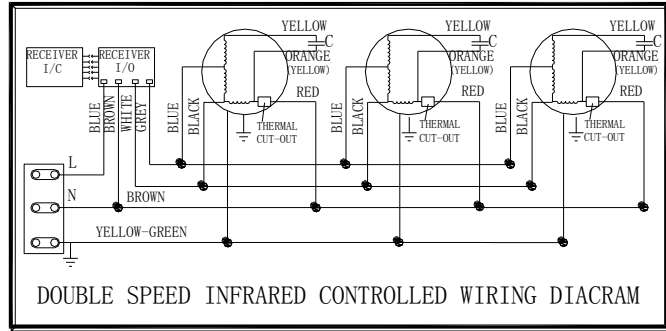 YELLOW YELLOW YELLOW
C C C
ORANGE ORANGE ORANGE
(YELLOW) (YELLOW) (YELLOW)
RECEIVER I/C
RECEIVER I/O
RED RED RED
BLUE
BROWN
WHITE
GREY
BLUE
BLACK
THERMAL CUT-OUT
BLUE
BLACK
THERMAL CUT-OUT
BLUE
BLACK
THERMAL CUT-OUT
L
N
BROWN
YELLOW-GREEN
DOUBLE SPEED INFRARED CONTROLLED WIRING DIACRAM